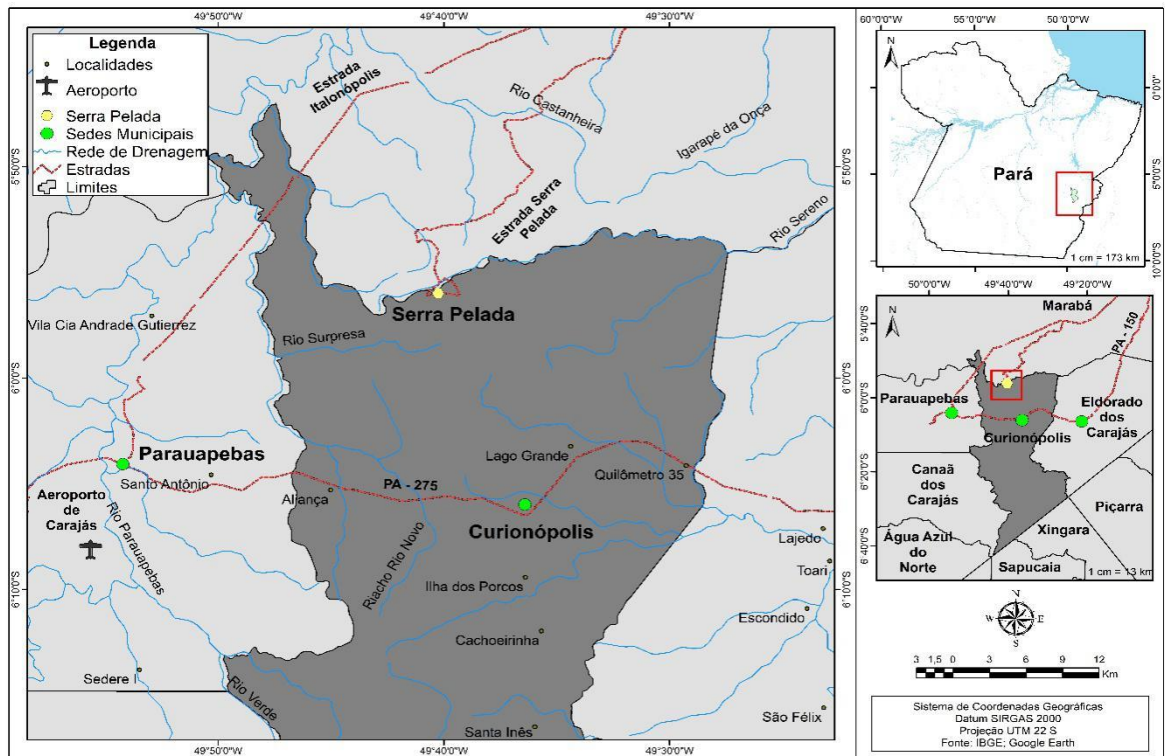 49°50'0"S
49°40'0"S
49°30'0"S
Legenda
Localidades
Aeroporto
Serra Pelada
Sedes Municipais
Rede de Drenagem
Estradas
Limites
Estrada
Italonópolis
Rio Castanheira
Igarapé da Onça
5°50'0"S
5°50'0"S
Estrada Serra
Pelada
Rio Sereno
Serra Pelada
Vila Cia Andrade Gutierrez
Rio Surpresa
6°0'0"S
6°0'0"S
Parauapebas
Lago Grande
Quilômetro 35
Santo Antônio
Aliança
PA - 275
Aeroporto
de
Carajás
Rio Parauapebas
Riacho Rio Novo
Curionópolis
Lajedo
Toari
6°10'0"S
6°10'0"S
Ilha dos Porcos
Escondido
Cachoeirinha
Sedere I
Rio Verde
Santa Inês
São Félix
49°50'0"S
49°40'0"S
49°30'0"S
60°0'0"W
55°0'0"W
50°0'0"W
N
0°0'0"
Pará
5°0'0"S
10°0'0"S
1 cm = 173 km
50°0'0"S
49°40'0"S
49°20'0"S
N
5°40'0"S
Marabá
PA - 150
6°0'0"S
Parauapebas
Eldorado
dos
Carajás
Curionópolis
6°20'0"S
Canaã
dos
Carajás
Piçarra
Xingara
6°40'0"S
Água Azul
do
Norte
Sapucaia
1 cm = 13 km
N
W
E
S
3 1,5 0 3 6 9 12
Km
Sistema de Coordenadas Geográficas
Datum SIRGAS 2000
Projeção UTM 22 S
Fonte: IBGE; Google Earth